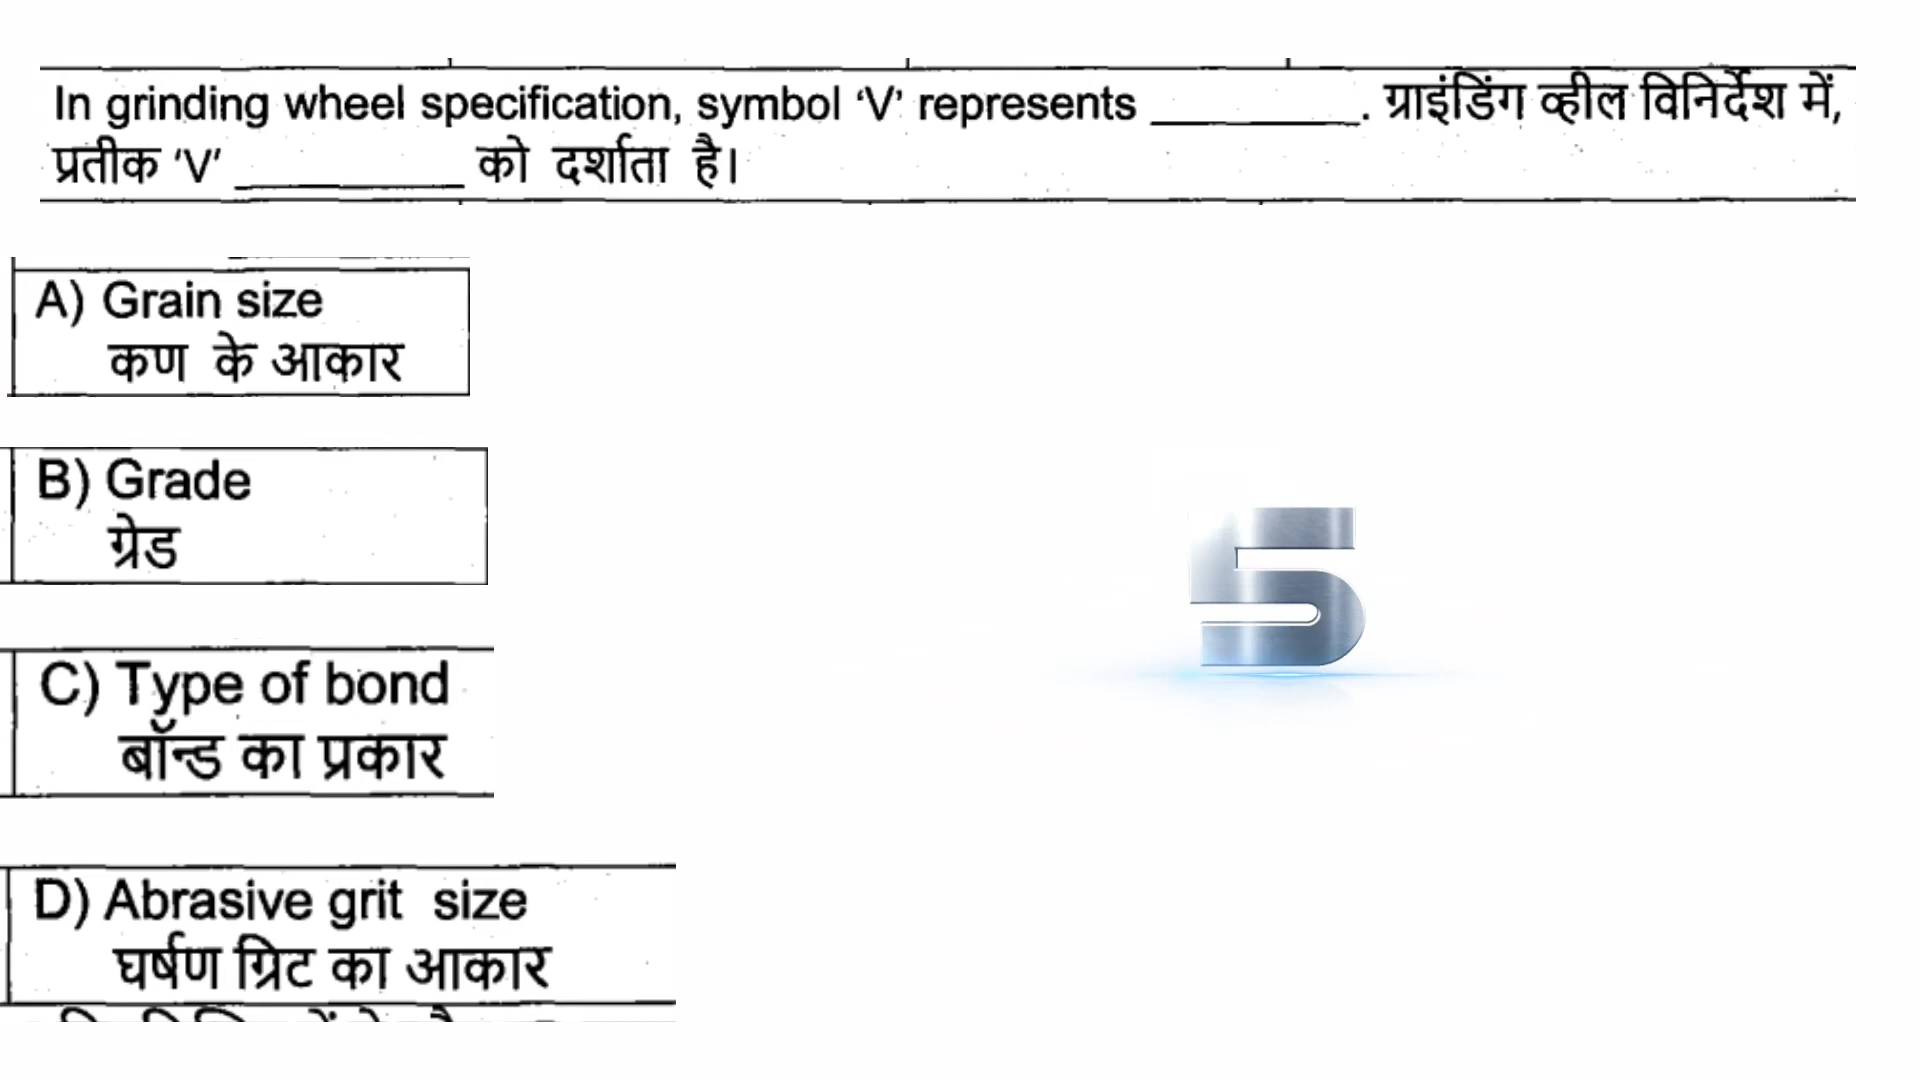 In grinding wheel specification, symbol ‘V’ represents ________. ग्राइंडिंग व्हील विनिर्देश में,
प्रतीक ‘V’ ________ को दर्शाता है।
A) Grain size
कण के आकार
B) Grade
ग्रेड
C) Type of bond
बॉन्ड का प्रकार
5
D) Abrasive grit size
घर्षण ग्रिट का आकार